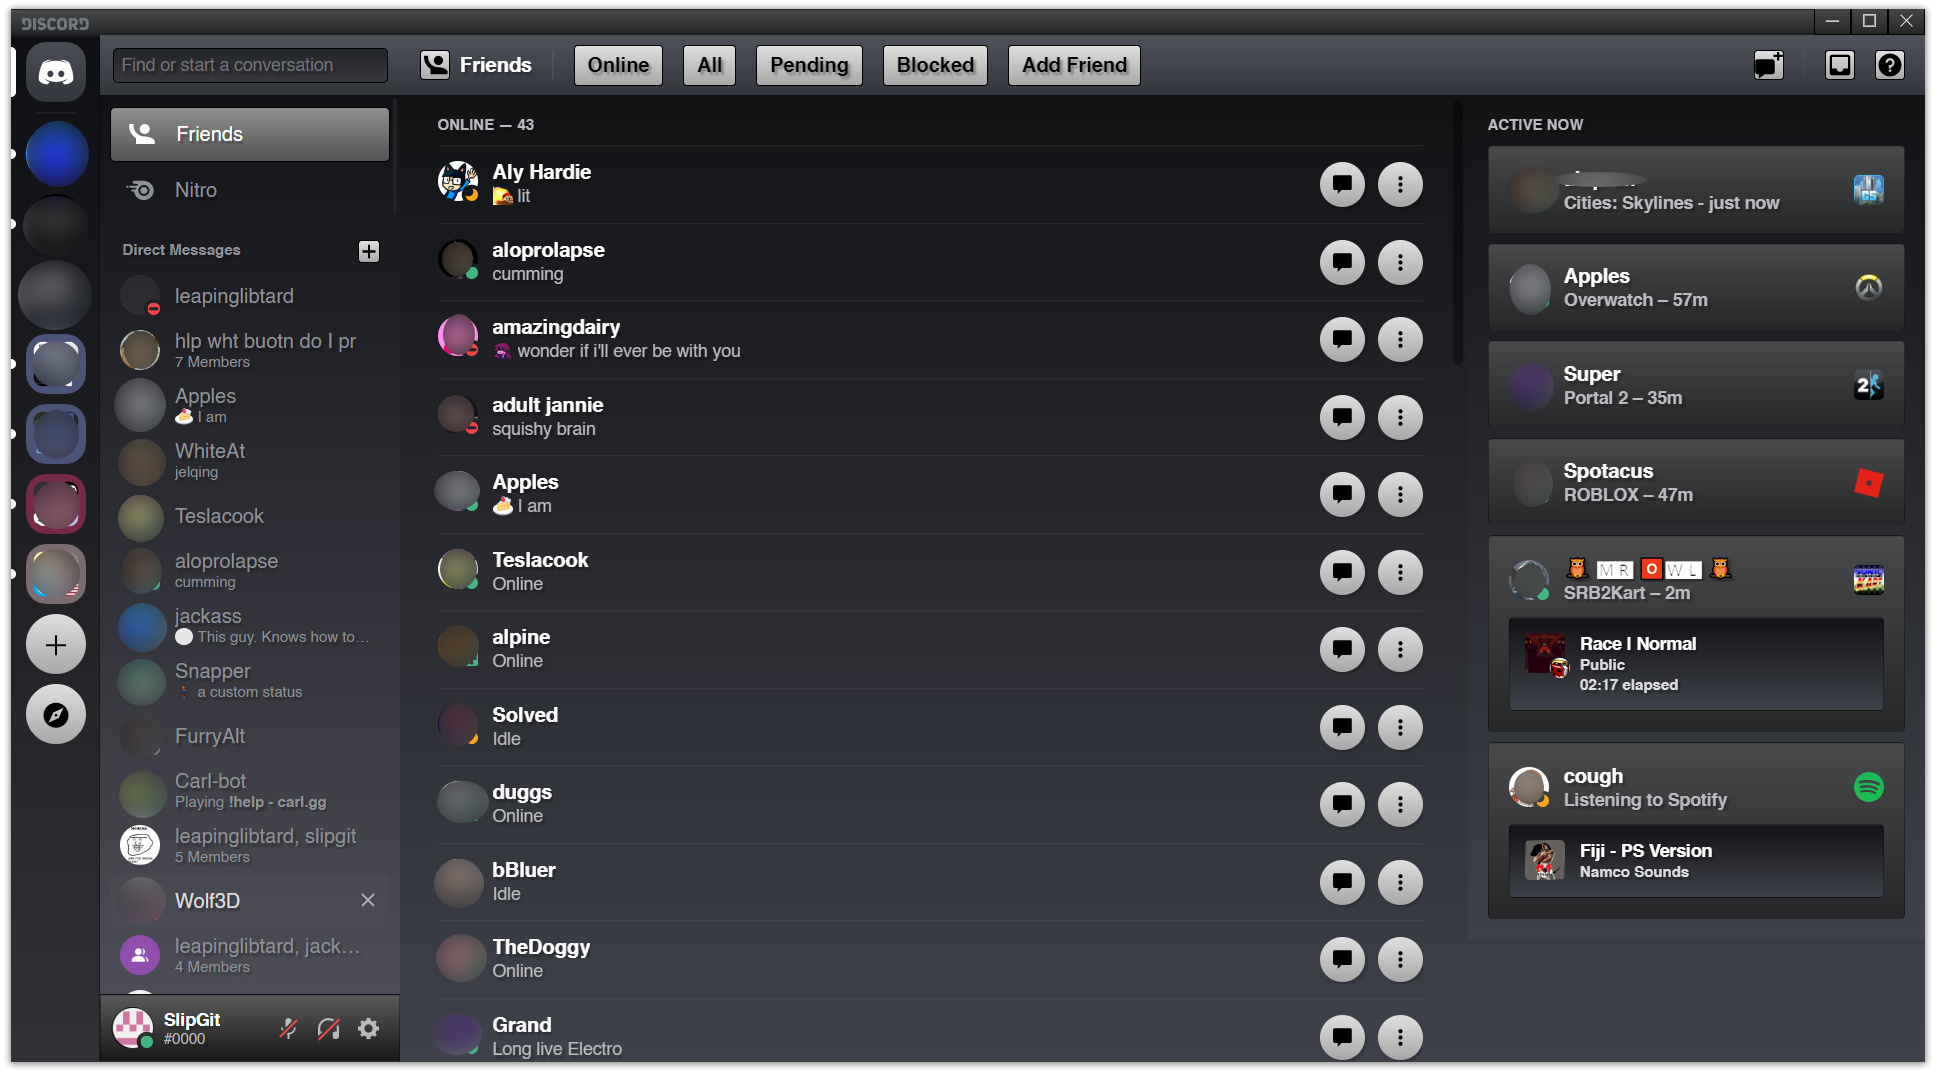 DISCORD
Find or start a conversation
Friends
Online
All
Pending
Blocked
Add Friend
Friends
Nitro
Direct Messages
leapinglibtard
hlp wht buotn do I pr
7 Members
Apples
I am
WhiteAt
jelqing
Teslacook
aloprolapse
cumming
jackass
This guy. Knows how to…
Snapper
a custom status
FurryAlt
Carl-bot
Playing !help - carl.gg
leapinglibtard, slipgit
5 Members
Wolf3D
leapinglibtard, jack…
4 Members
SlipGit
#0000
ONLINE — 43
Aly Hardie
lit
aloprolapse
cumming
amazingdairy
wonder if i'll ever be with you
adult jannie
squishy brain
Apples
I am
Teslacook
Online
alpine
Online
Solved
Idle
duggs
Online
bBluer
Idle
TheDoggy
Online
Grand
Long live Electro
ACTIVE NOW
Cities: Skylines - just now
Apples
Overwatch – 57m
Super
Portal 2 – 35m
2
Spotacus
ROBLOX – 47m
🦉 M R O W L 🦉
SRB2Kart – 2m
Race I Normal
Public
02:17 elapsed
cough
Listening to Spotify
Fiji - PS Version
Namco Sounds